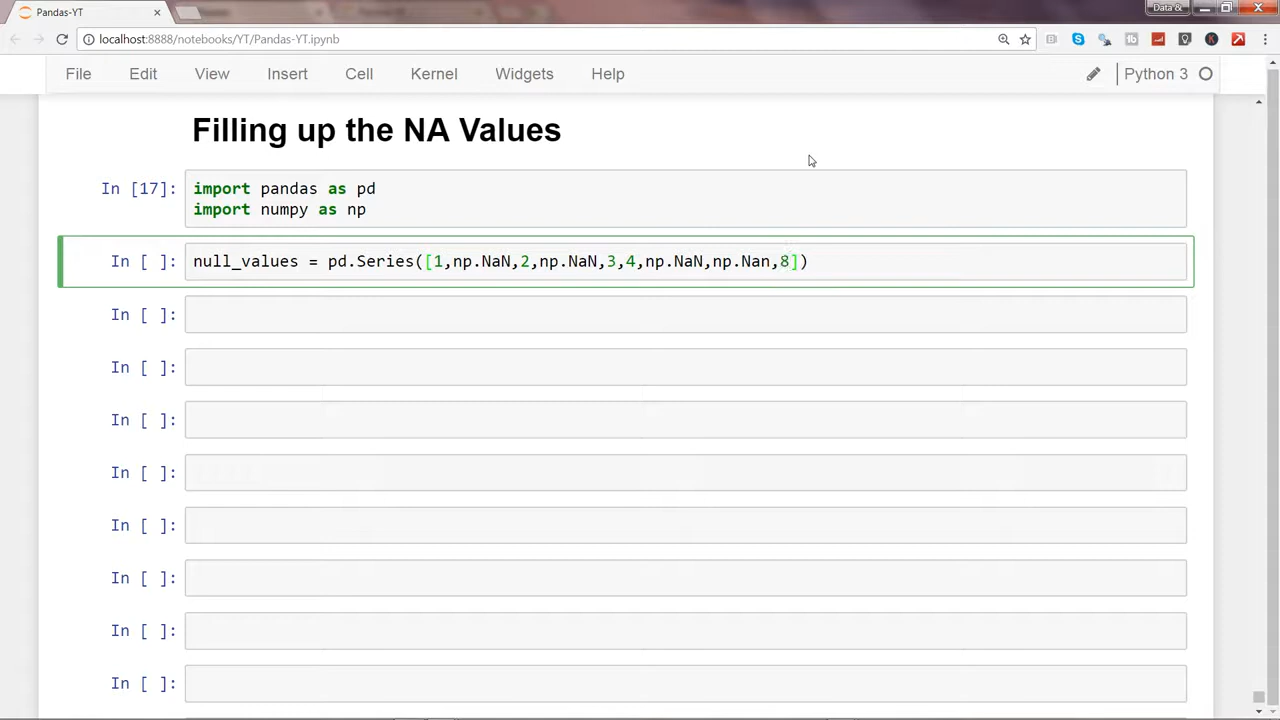 Pandas-YT
Data &
localhost:8888/notebooks/YT/Pandas-YT.ipynb
File Edit View Insert Cell Kernel Widgets Help Python 3
Filling up the NA Values
In [17]: import pandas as pd
import numpy as np
In [ ]: null_values = pd.Series([1,np.NaN,2,np.NaN,3,4,np.NaN,np.Nan,8])
In [ ]:
In [ ]:
In [ ]:
In [ ]:
In [ ]:
In [ ]:
In [ ]:
In [ ]: